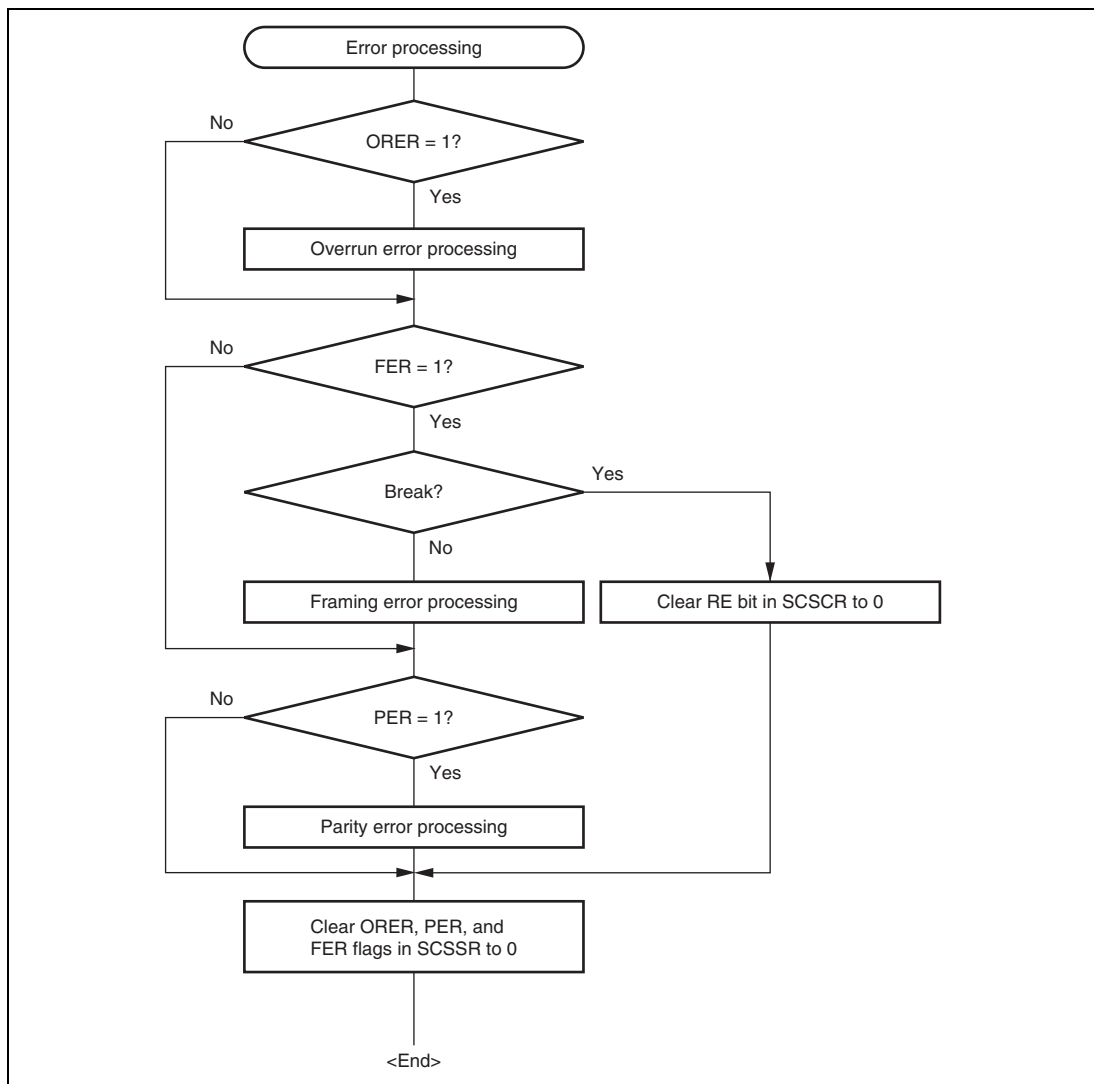 Error processing
No
ORER = 1?
Yes
Overrun error processing
No
FER = 1?
Yes
Yes
Break?
No
Framing error processing
Clear RE bit in SCSCR to 0
No
PER = 1?
Yes
Parity error processing
Clear ORER, PER, and
FER flags in SCSSR to 0
<End>